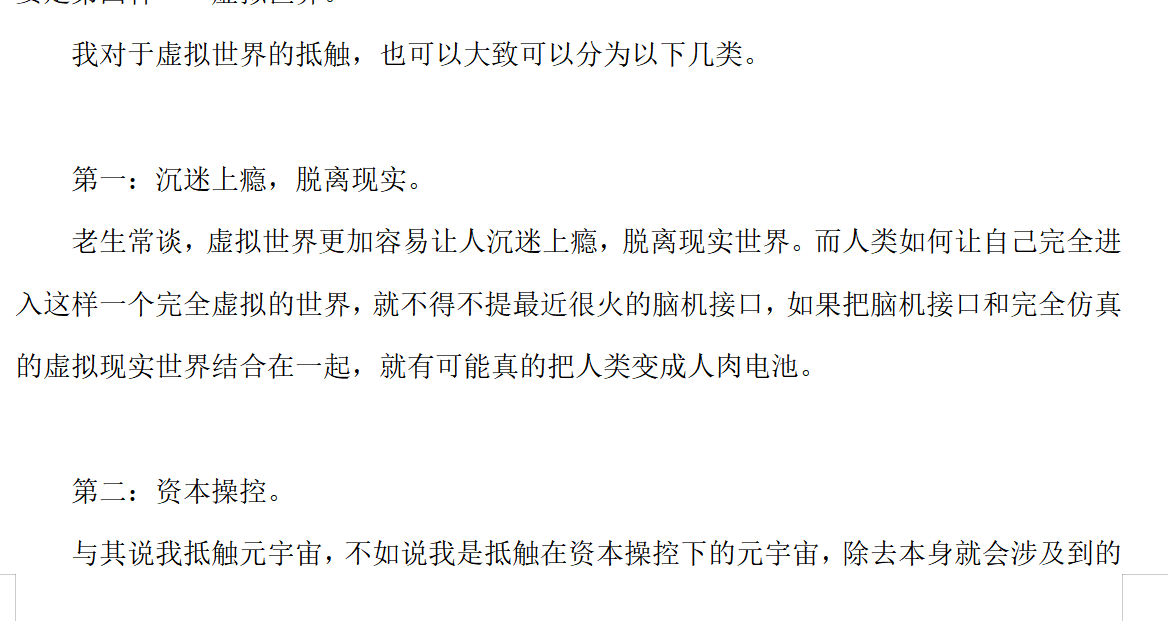 我对于虚拟世界的抵触，也可以大致可以分为以下几类。
第一：沉迷上瘾，脱离现实。
老生常谈，虚拟世界更加容易让人沉迷上瘾，脱离现实世界。而人类如何让自己完全进
入这样一个完全虚拟的世界，就不得不提最近很火的脑机接口，如果把脑机接口和完全仿真
的虚拟现实世界结合在一起，就有可能真的把人类变成人肉电池。
第二：资本操控。
与其说我抵触元宇宙，不如说我是抵触在资本操控下的元宇宙，除去本身就会涉及到的